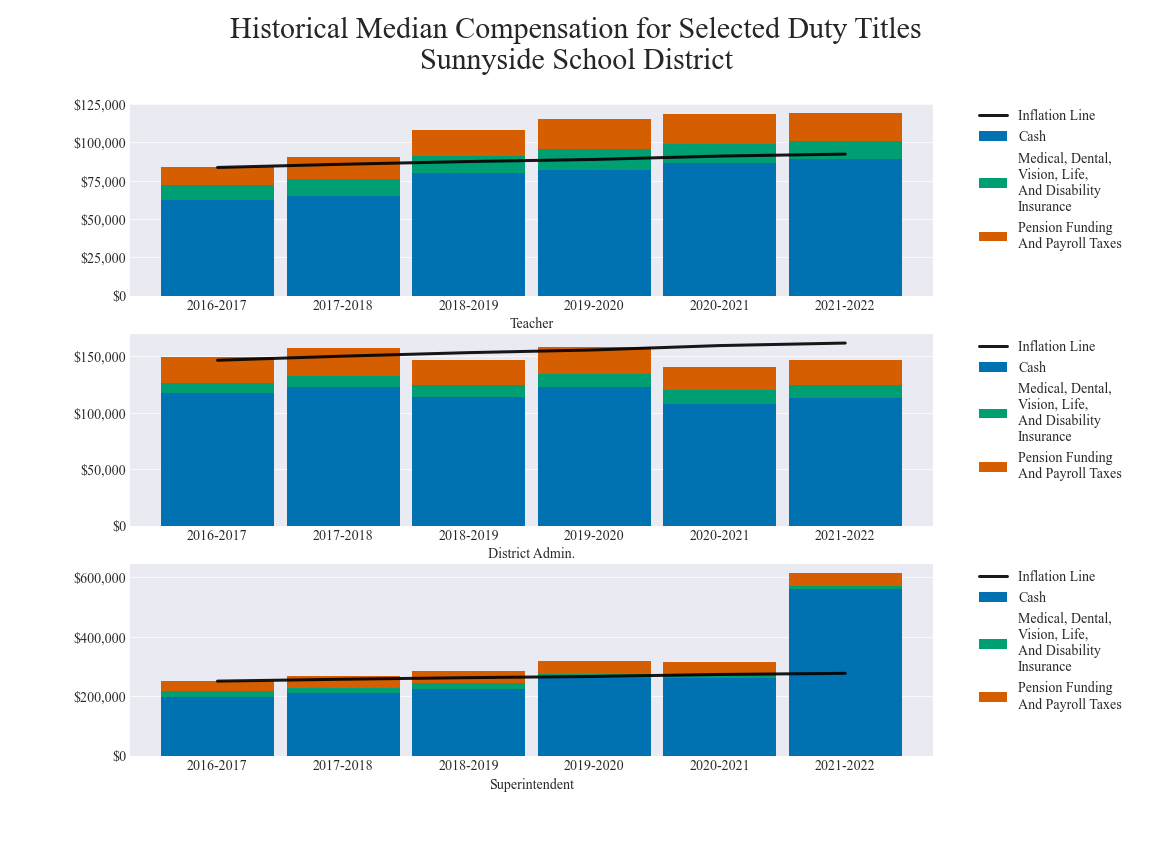 Historical Median Compensation for Selected Duty Titles
Sunnyside School District
$125,000
$100,000
$75,000
$50,000
$25,000
$0
2016-2017 2017-2018 2018-2019 2019-2020 2020-2021 2021-2022
Teacher
Inflation Line
Cash
Medical, Dental,
Vision, Life,
And Disability
Insurance
Pension Funding
And Payroll Taxes
$150,000
$100,000
$50,000
$0
2016-2017 2017-2018 2018-2019 2019-2020 2020-2021 2021-2022
District Admin.
Inflation Line
Cash
Medical, Dental,
Vision, Life,
And Disability
Insurance
Pension Funding
And Payroll Taxes
$600,000
$400,000
$200,000
$0
2016-2017 2017-2018 2018-2019 2019-2020 2020-2021 2021-2022
Superintendent
Inflation Line
Cash
Medical, Dental,
Vision, Life,
And Disability
Insurance
Pension Funding
And Payroll Taxes